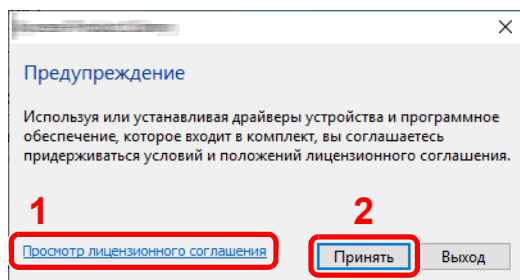 Предупреждение
Используя или устанавливая драйверы устройства и программное
обеспечение, которое входит в комплект, вы соглашаетесь
придерживаться условий и положений лицензионного соглашения.
1
2
Просмотр лицензионного соглашения
Принять
Выход